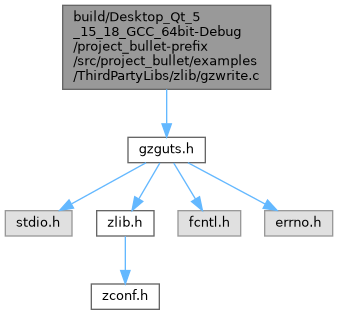 build/Desktop_Qt_5
_15_18_GCC_64bit-Debug
/project_bullet-prefix
/src/project_bullet/examples
/ThirdPartyLibs/zlib/gzwrite.c
gzguts.h
stdio.h
zlib.h
fcntl.h
errno.h
zconf.h